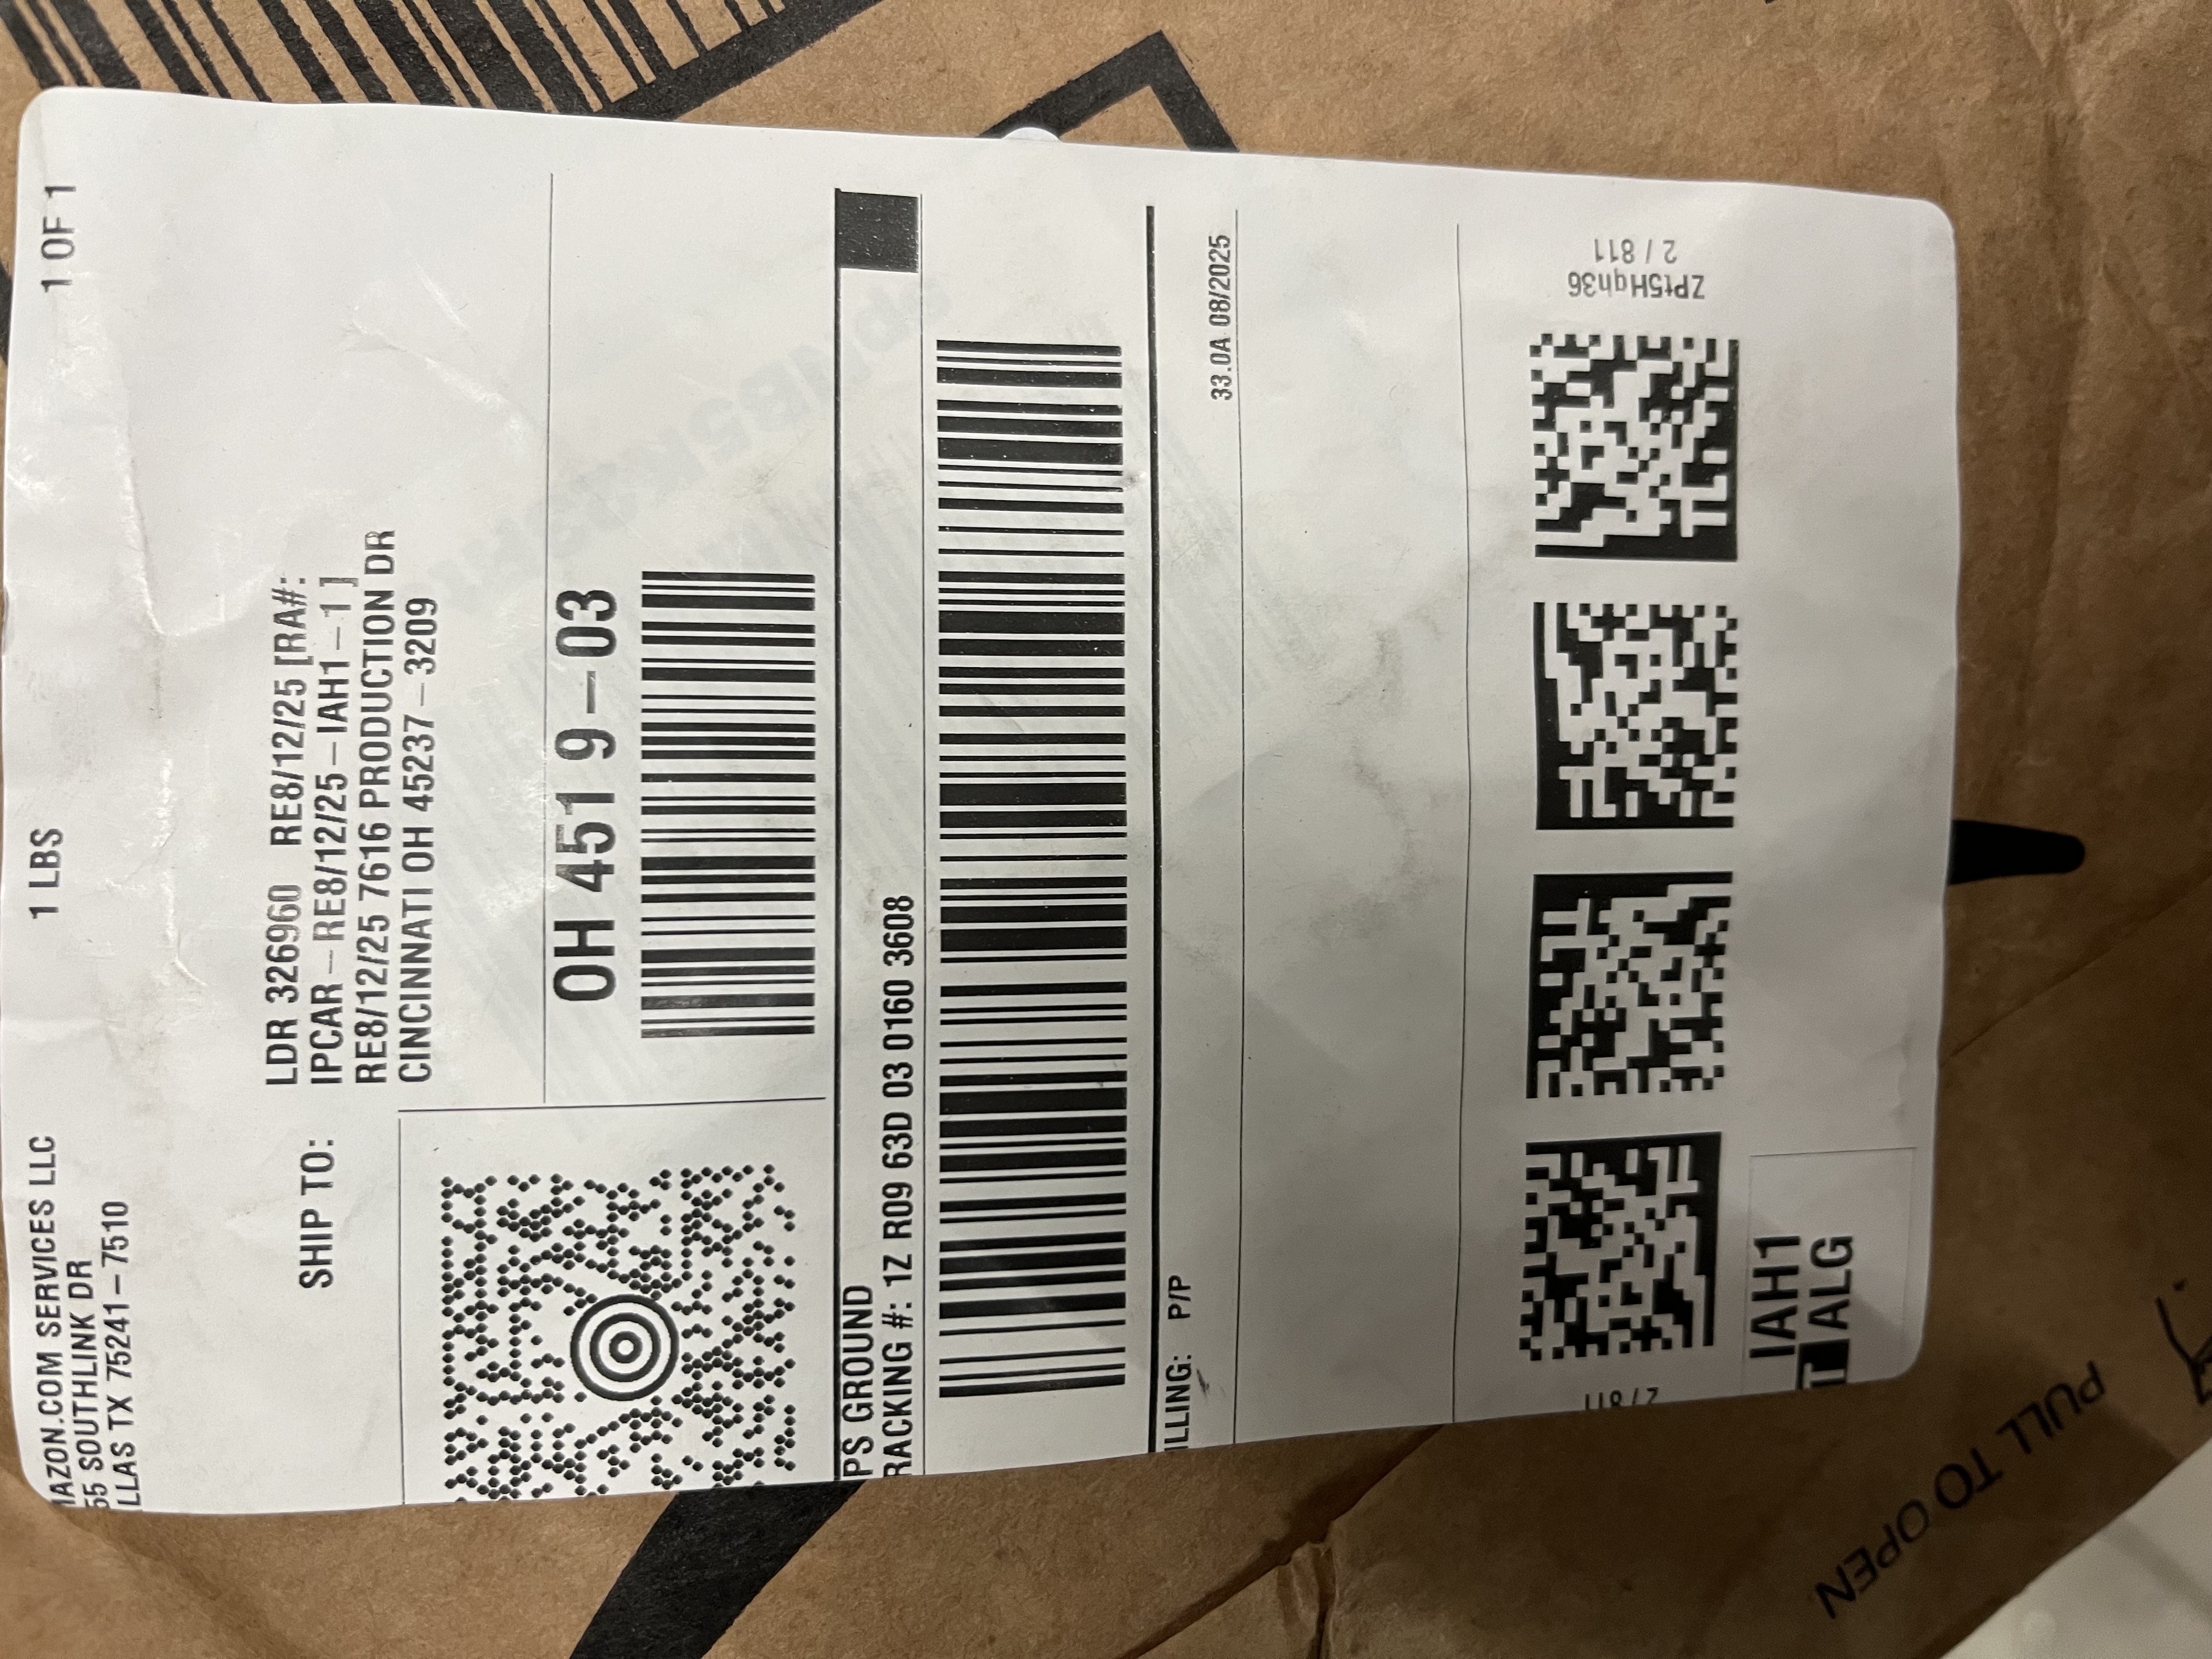 AZON.COM SERVICES LLC 1 LBS 1 OF 1
55 SOUTHLINK DR
LLAS TX 75241-7510
SHIP TO:
LDR 326960 RE8/12/25 [RA#:
IPCAR-RE8/12/25-IAH1-1]
RE8/12/25 7616 PRODUCTION DR
CINCINNATI OH 45237-3209
OH 451 9-03
PS GROUND
RACKING #: 1Z R09 63D 03 0160 3608
ILLING: P/P
33.0A 08/2025
ZPt5Hqh36
2 / 811
2 / 811
IAH1
T ALG
PULL TO OPEN